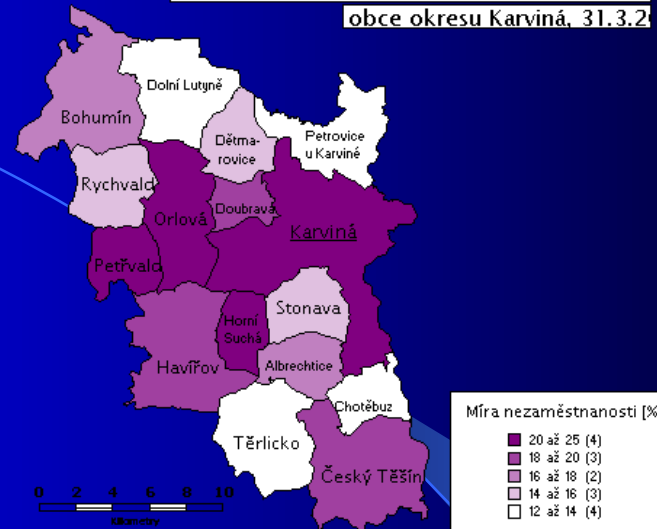 obce okresu Karviná, 31.3.2
Dolní Lutyně
Bohumín
Dětma-
rovice
Petrovice
u Karviné
Rychvald
Orlová
Doubrava
Karviná
Petřvald
Stonava
Horní
Suchá
Havířov
Albrechtice
Chotěbuz
Těrlicko
Český Těšín
Míra nezaměstnanosti [%
20 až 25 (4)
18 až 20 (3)
16 až 18 (2)
14 až 16 (3)
12 až 14 (4)
0 2 4 6 8 10
kilometry